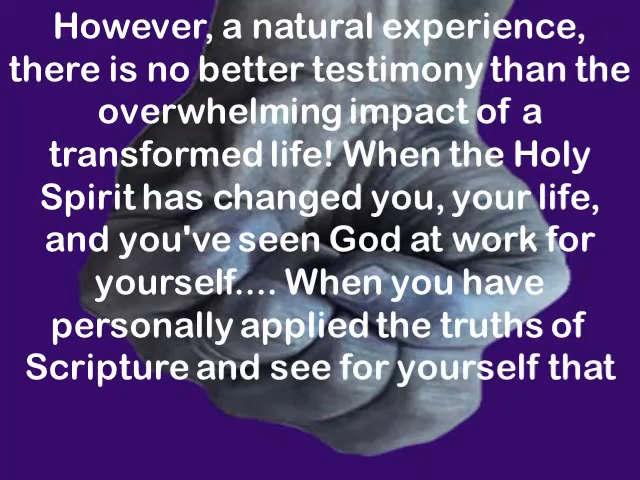 However, a natural experience,
there is no better testimony than the
overwhelming impact of a
transformed life! When the Holy
Spirit has changed you, your life,
and you've seen God at work for
yourself.... When you have
personally applied the truths of
Scripture and see for yourself that